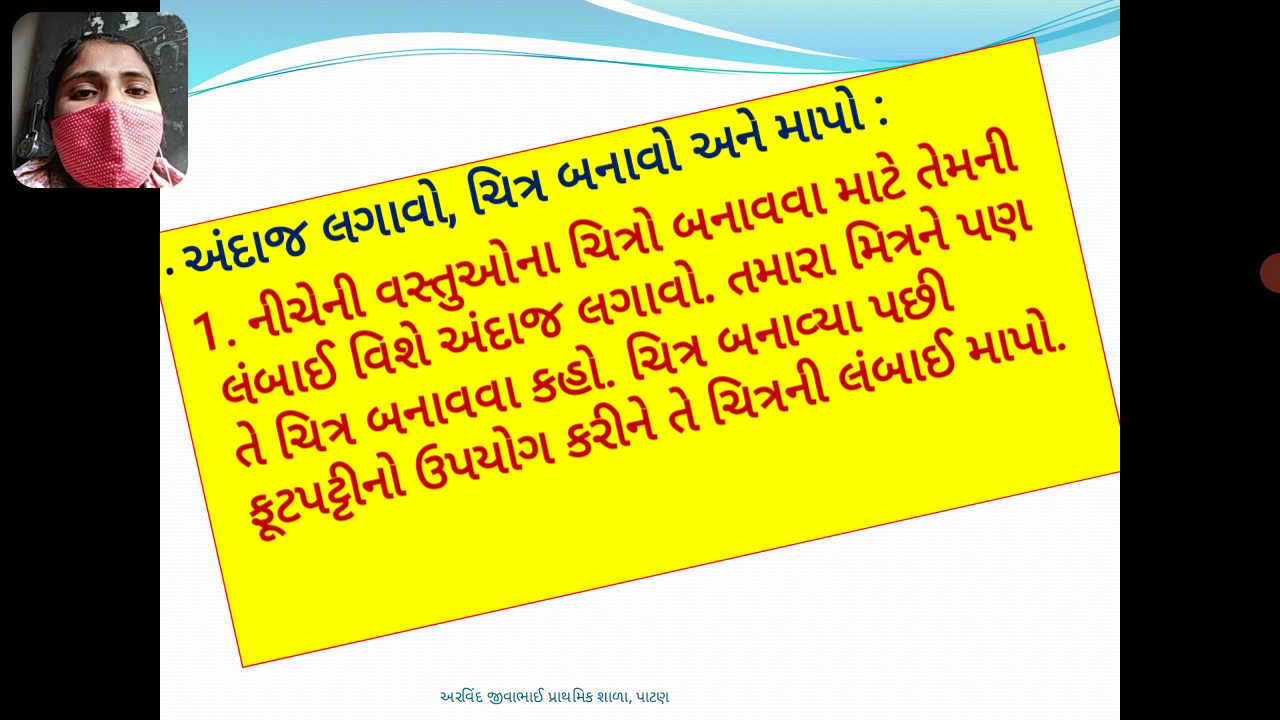 . અંદાજ લગાવો, ચિત્ર બનાવો અને માપો :
1. નીચેની વસ્તુઓના ચિત્રો બનાવવા માટે તેમની
લંબાઈ વિશે અંદાજ લગાવો. તમારા મિત્રને પણ
તે ચિત્ર બનાવવા કહો. ચિત્ર બનાવ્યા પછી
ફૂટપટ્ટીનો ઉપયોગ કરીને તે ચિત્રની લંબાઈ માપો.
અરવિંદ જીવાભાઈ પ્રાથમિક શાળા, પાટણ